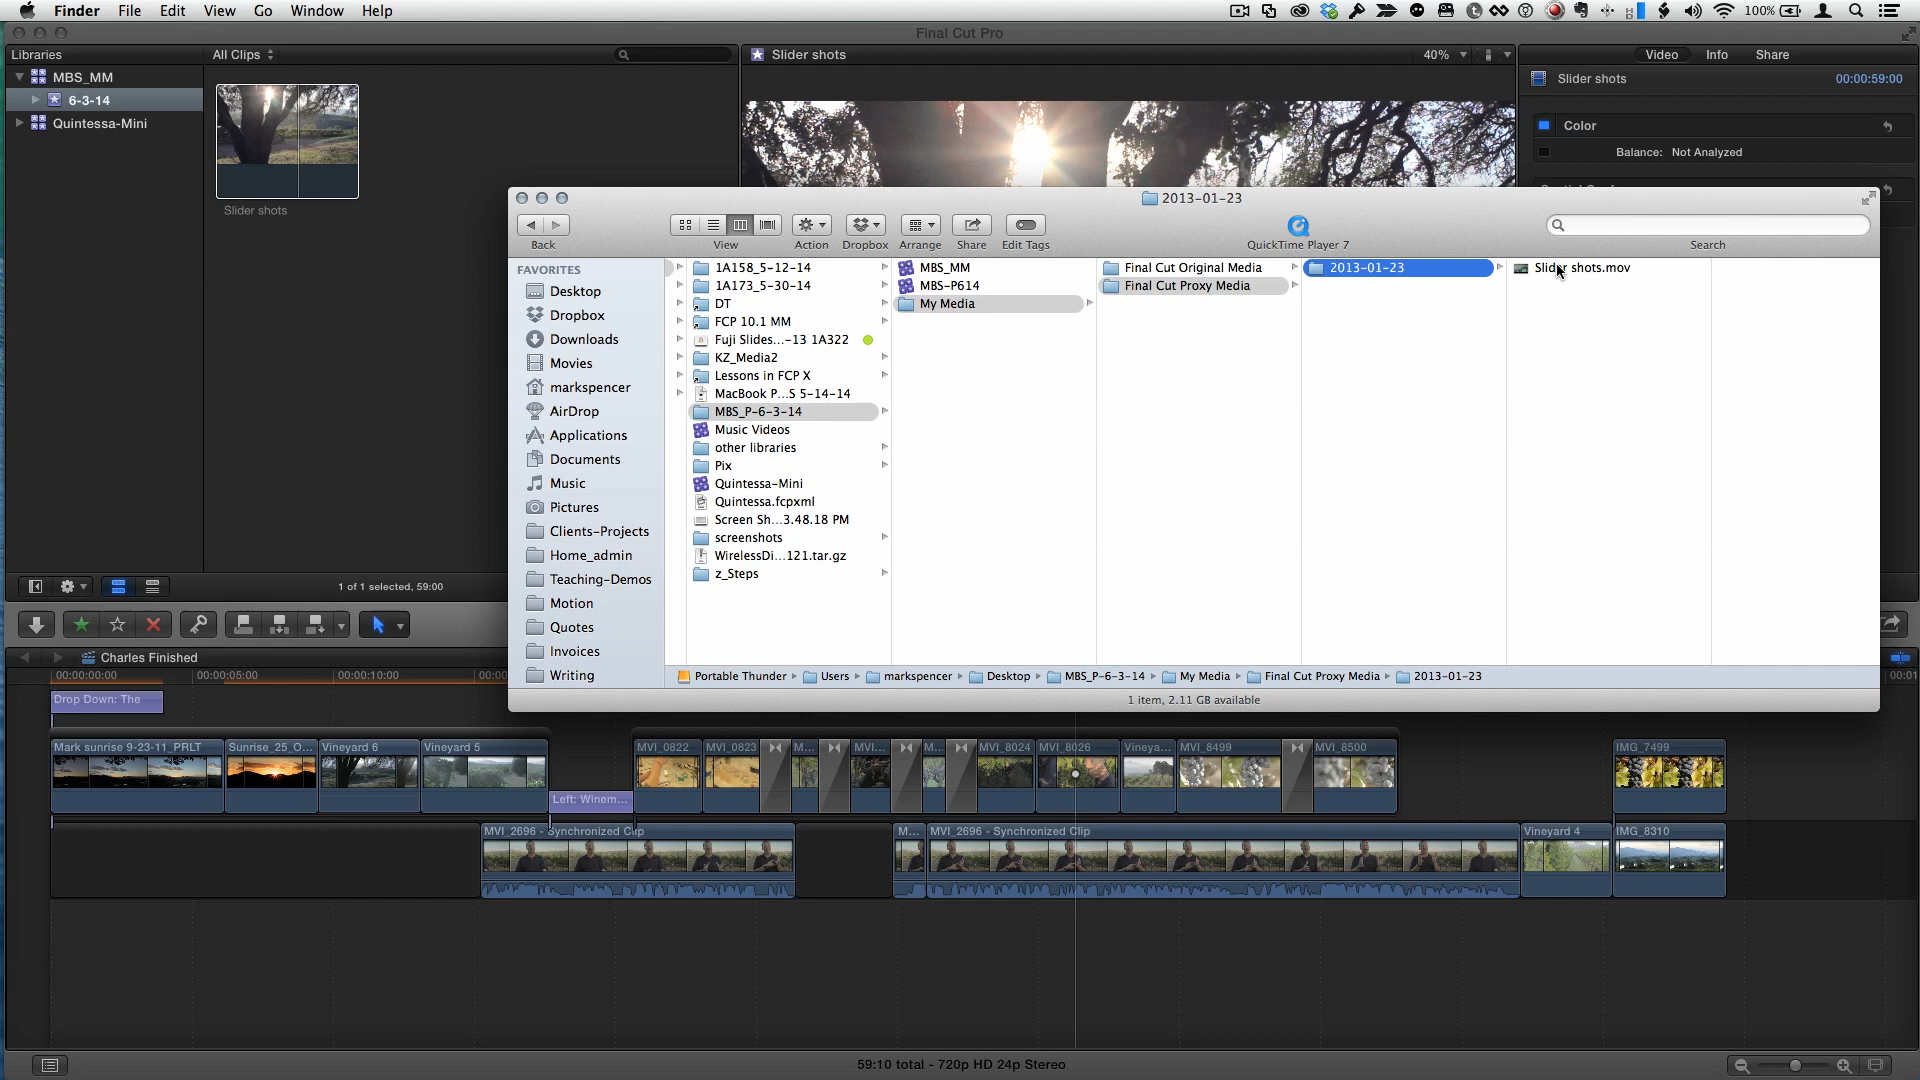 Finder File Edit View Go Window Help
100%
Final Cut Pro
Libraries
All Clips
Slider shots
40%
Video Info Share
MBS_MM
6-3-14
Quintessa-Mini
Slider shots
Slider shots
00:00:59:00
Color
Balance: Not Analyzed
2013-01-23
Back
View
Action
Dropbox
Arrange
Share
Edit Tags
QuickTime Player 7
Search
FAVORITES
Desktop
Dropbox
Downloads
Movies
markspencer
AirDrop
Applications
Documents
Music
Pictures
Clients-Projects
Home_admin
Teaching-Demos
Motion
Quotes
Invoices
Writing
1A158_5-12-14
1A173_5-30-14
DT
FCP 10.1 MM
Fuji Slides...-13 1A322
KZ_Media2
Lessons in FCP X
MacBook P...S 5-14-14
MBS_P-6-3-14
Music Videos
other libraries
Pix
Quintessa-Mini
Quintessa.fcpxml
Screen Sh...3.48.18 PM
screenshots
WirelessDi...121.tar.gz
z_Steps
MBS_MM
MBS-P614
My Media
Final Cut Original Media
Final Cut Proxy Media
2013-01-23
Slider shots.mov
Portable Thunder Users markspencer Desktop MBS_P-6-3-14 My Media Final Cut Proxy Media 2013-01-23
1 item, 2.11 GB available
1 of 1 selected, 59:00
Charles Finished
00:00:00:00 00:00:05:00 00:00:10:00 00:00
00:01
Drop Down: The
Mark sunrise 9-23-11_PRLT
Sunrise_25_O...
Vineyard 6
Vineyard 5
Left: Winem...
MVI_0822
MVI_0823
M...
MVI...
M...
MVI_8024
MVI_8026
Vineya...
MVI_8499
MVI_8500
IMG_7499
MVI_2696 - Synchronized Clip
M...
MVI_2696 - Synchronized Clip
Vineyard 4
IMG_8310
59:10 total - 720p HD 24p Stereo